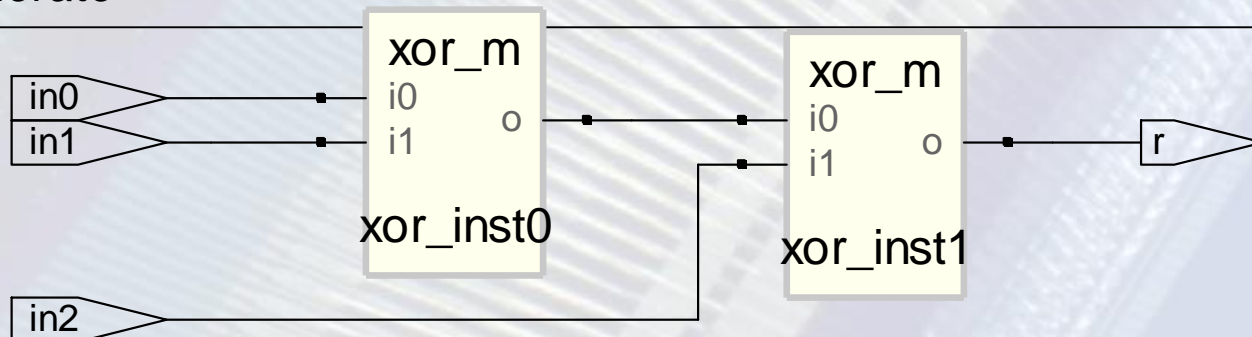 xor_m
xor_m
in0
i0
o
i0
o
r
in1
i1
i1
xor_inst0
xor_inst1
in2